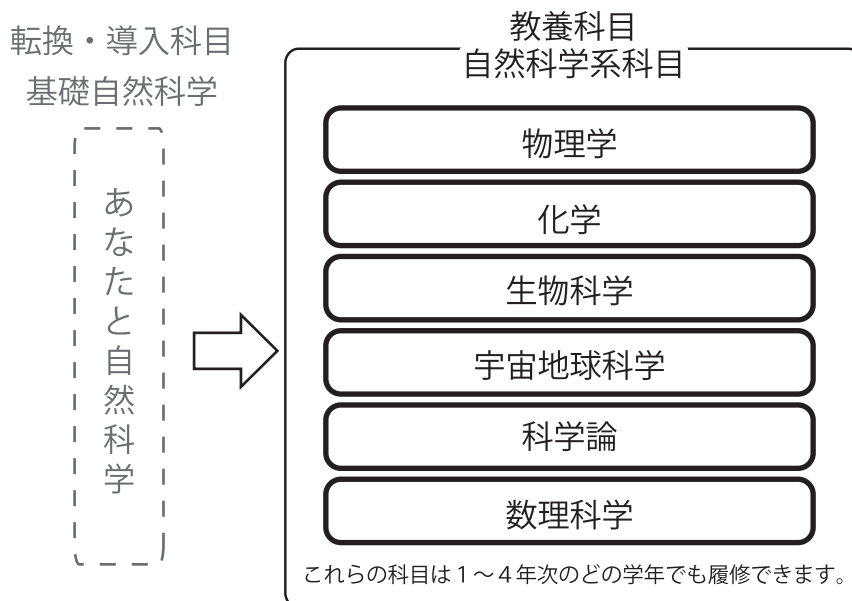 転換・導入科目
基礎自然科学
あなたと自然科学
教養科目
自然科学系科目
物理学
化学
生物科学
宇宙地球科学
科学論
数理科学
これらの科目は1～4年次のどの学年でも履修できます。